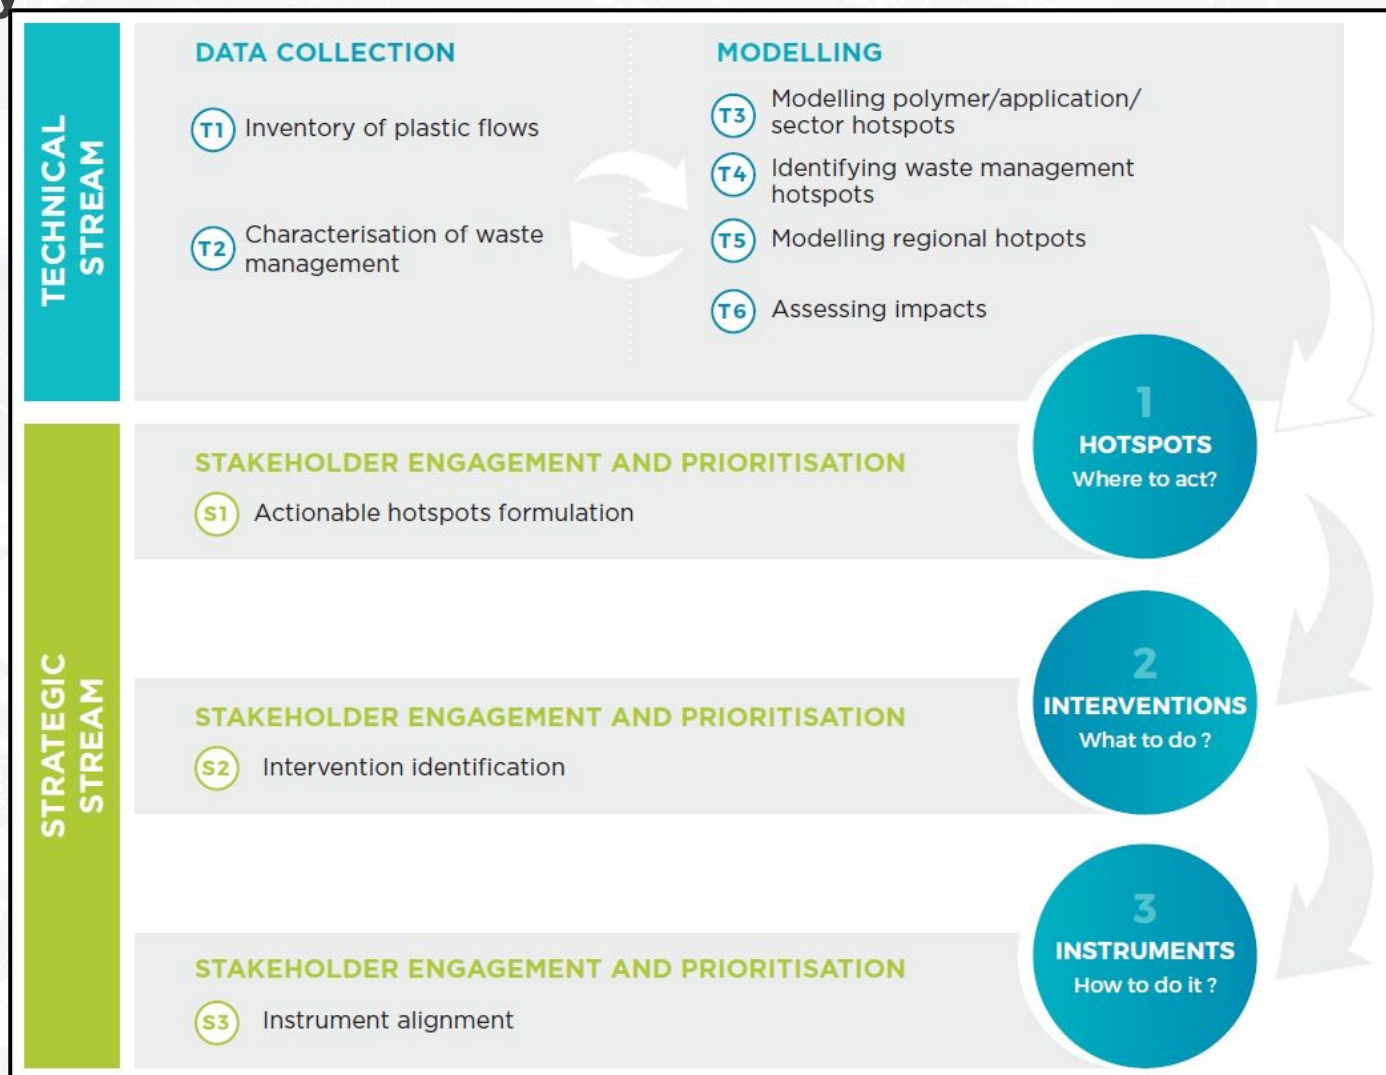 TECHNICAL
STREAM
DATA COLLECTION
T1 Inventory of plastic flows
T2 Characterisation of waste
management
MODELLING
T3 Modelling polymer/application/
sector hotspots
T4 Identifying waste management
hotspots
T5 Modelling regional hotpots
T6 Assessing impacts
1
HOTSPOTS
Where to act?
STRATEGIC
STREAM
STAKEHOLDER ENGAGEMENT AND PRIORITISATION
S1 Actionable hotspots formulation
2
INTERVENTIONS
What to do ?
STAKEHOLDER ENGAGEMENT AND PRIORITISATION
S2 Intervention identification
3
INSTRUMENTS
How to do it ?
STAKEHOLDER ENGAGEMENT AND PRIORITISATION
S3 Instrument alignment